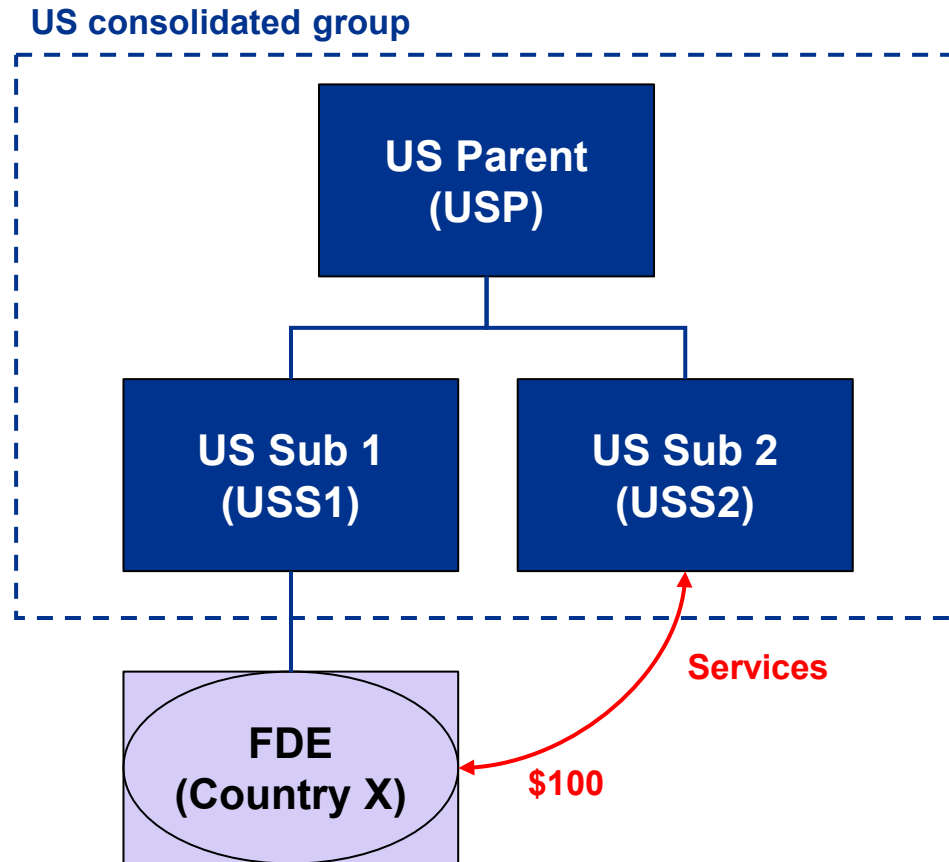 US consolidated group
US Parent
(USP)
US Sub 1
(USS1)
US Sub 2
(USS2)
Services
FDE
(Country X)
$100